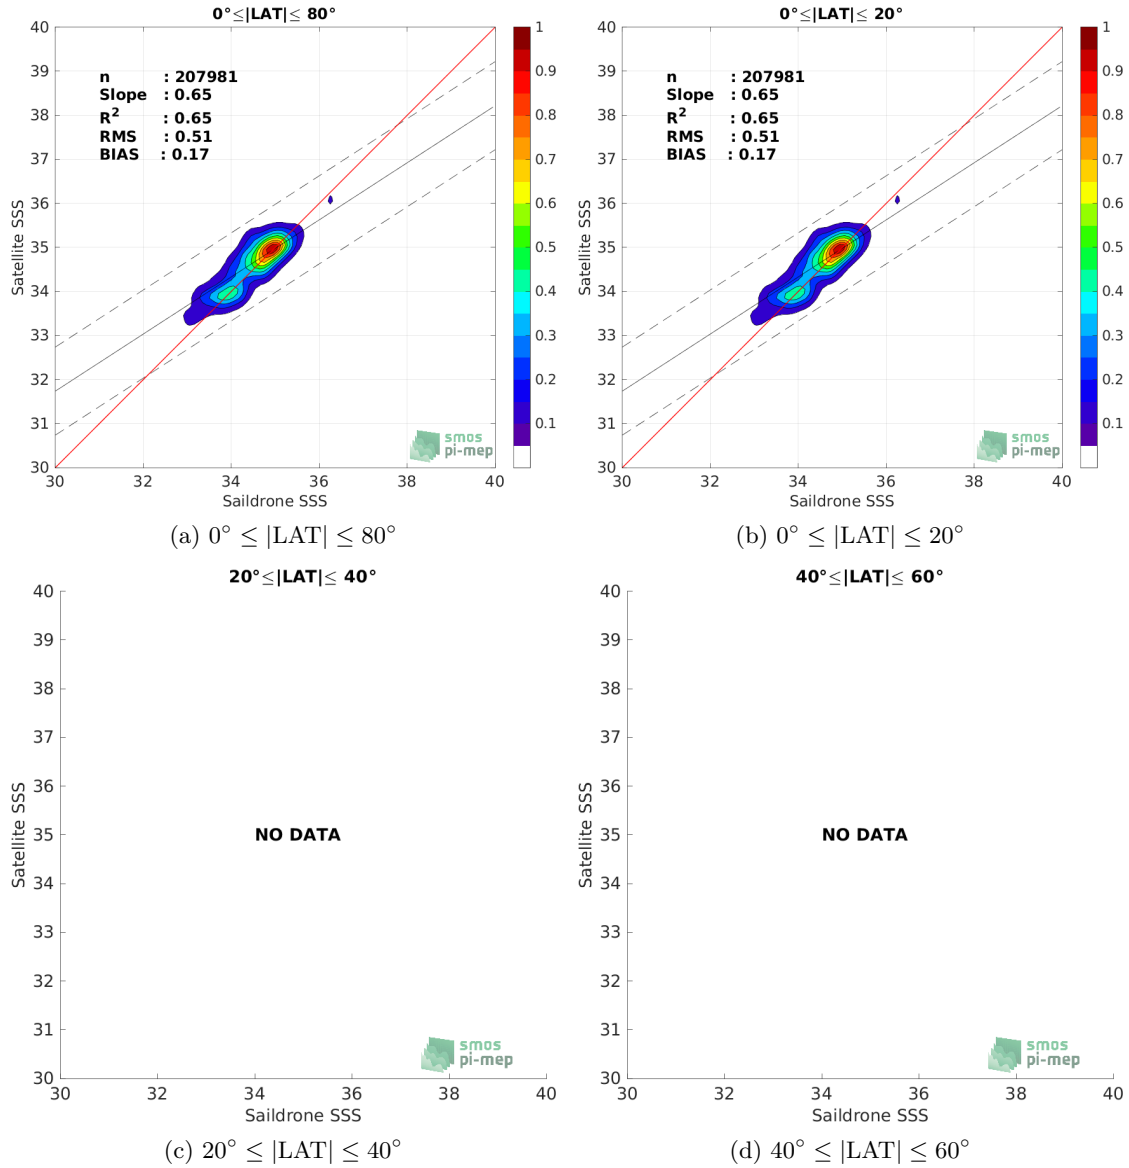 0°≤|LAT|≤ 80°
40
39
38
37
36
35
34
33
32
31
30
Satellite SSS
n : 207981
Slope : 0.65
R2 : 0.65
RMS : 0.51
BIAS : 0.17
smos
pi-mep
30 32 34 36 38 40
Saildrone SSS
1
0.9
0.8
0.7
0.6
0.5
0.4
0.3
0.2
0.1
(a) 0° ≤ |LAT| ≤ 80°
0°≤|LAT|≤ 20°
40
39
38
37
36
35
34
33
32
31
30
Satellite SSS
n : 207981
Slope : 0.65
R2 : 0.65
RMS : 0.51
BIAS : 0.17
smos
pi-mep
30 32 34 36 38 40
Saildrone SSS
1
0.9
0.8
0.7
0.6
0.5
0.4
0.3
0.2
0.1
(b) 0° ≤ |LAT| ≤ 20°
20°≤|LAT|≤ 40°
40
39
38
37
36
35
34
33
32
31
30
Satellite SSS
NO DATA
smos
pi-mep
30 32 34 36 38 40
Saildrone SSS
(c) 20° ≤ |LAT| ≤ 40°
40°≤|LAT|≤ 60°
40
39
38
37
36
35
34
33
32
31
30
Satellite SSS
NO DATA
smos
pi-mep
30 32 34 36 38 40
Saildrone SSS
(d) 40° ≤ |LAT| ≤ 60°